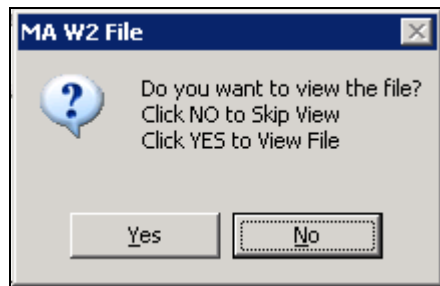 MA W2 File
Do you want to view the file?
Click NO to Skip View
Click YES to View File
Yes
No